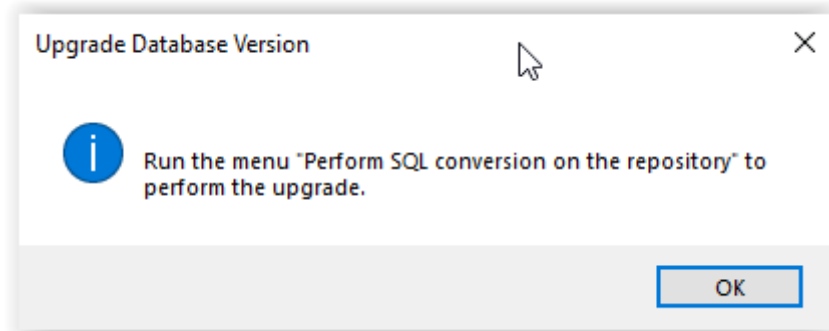 Upgrade Database Version
Run the menu "Perform SQL conversion on the repository" to
perform the upgrade.
OK